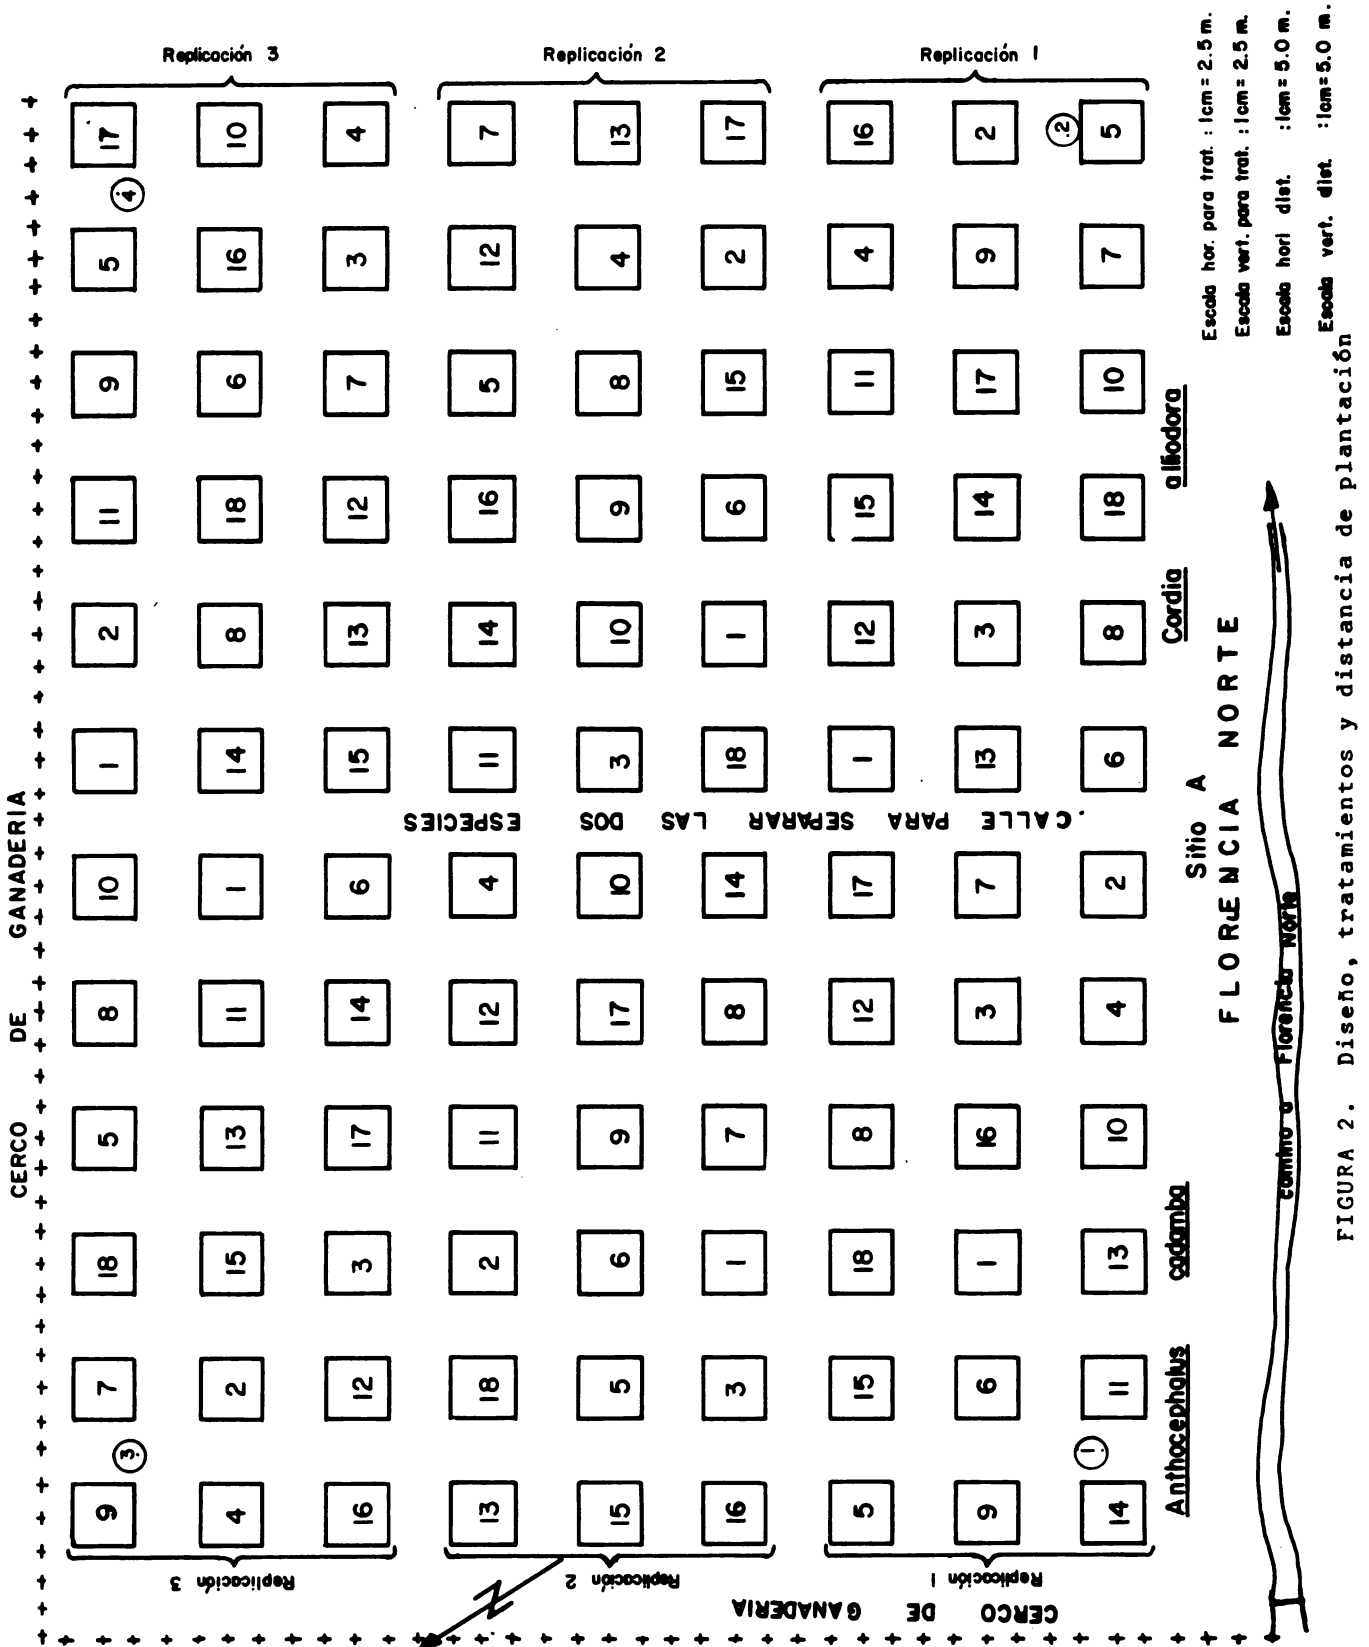 CERCO DE GANADERIA
Replicación 3
Replicación 2
Replicación 1
17 10 4 7 13 17 16 2 5
4
.2
5 16 3 12 4 2 4 9 7
9 6 7 5 8 15 11 17 10
11 18 12 16 9 6 15 14 18
2 8 13 14 10 1 12 3 8
1 14 15 11 3 18 1 13 6
.CALLE PARA SEPARAR LAS DOS ESPECIES
10 1 6 4 10 14 17 7 2
8 11 14 12 17 8 12 3 4
5 13 17 11 9 7 8 16 10
18 15 3 2 6 1 18 1 13
7 2 12 18 5 3 15 6 11
3
1
9 4 16 13 15 16 5 9 14
Replicación 3
Replicación 2
Replicación 1
CERCO DE GANADERIA
N
Anthocephalus cadamba
Cordia alliodora
Sitio A
FLORENCIA NORTE
camino a Florencia Norte
Escala hor. para trat. : 1cm = 2.5 m.
Escala vert. para trat. : 1cm = 2.5 m.
Escala hori dist. : 1cm = 5.0 m.
Escala vert. dist. : 1cm = 5.0 m.
FIGURA 2. Diseño, tratamientos y distancia de plantación